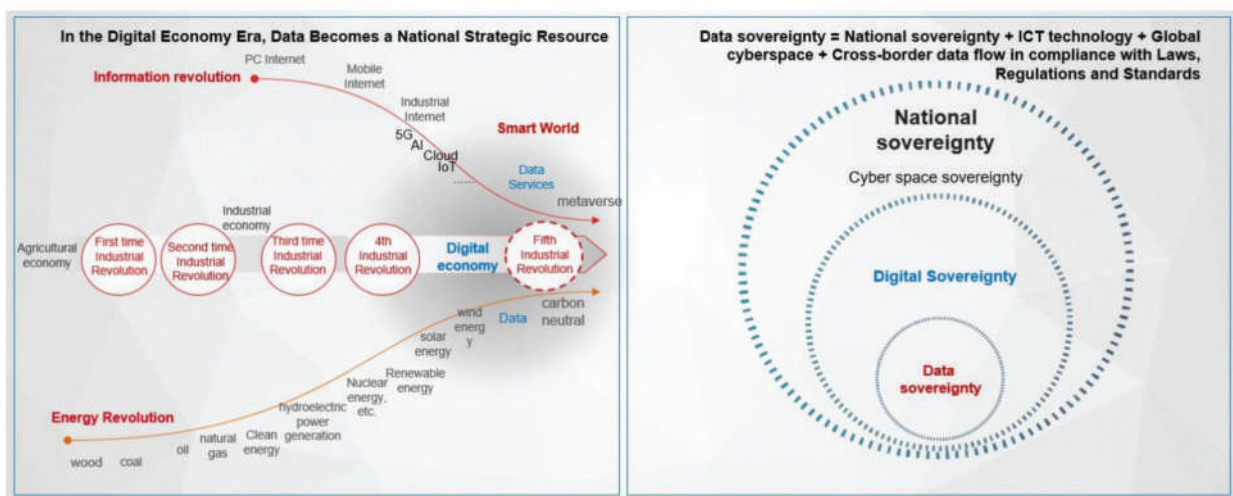 In the Digital Economy Era, Data Becomes a National Strategic Resource
PC Internet
Information revolution
Mobile
Internet
Industrial
Internet
5G
AI
Cloud
IoT
......
Smart World
Data
Services
metaverse
Agricultural
economy
First time
Industrial
Revolution
Second time
Industrial
Revolution
Industrial
economy
Third time
Industrial
Revolution
4th
Industrial
Revolution
Digital
economy
Fifth
Industrial
Revolution
Energy Revolution
wood
coal
oil
natural
gas
Clean
energy
hydroelectric
power
generation
Nuclear
energy,
etc.
Renewable
energy
solar
energy
wind
energ
y
Data
carbon
neutral
Data sovereignty = National sovereignty + ICT technology + Global
cyberspace + Cross-border data flow in compliance with Laws,
Regulations and Standards
National
sovereignty
Cyber space sovereignty
Digital Sovereignty
Data
sovereignty